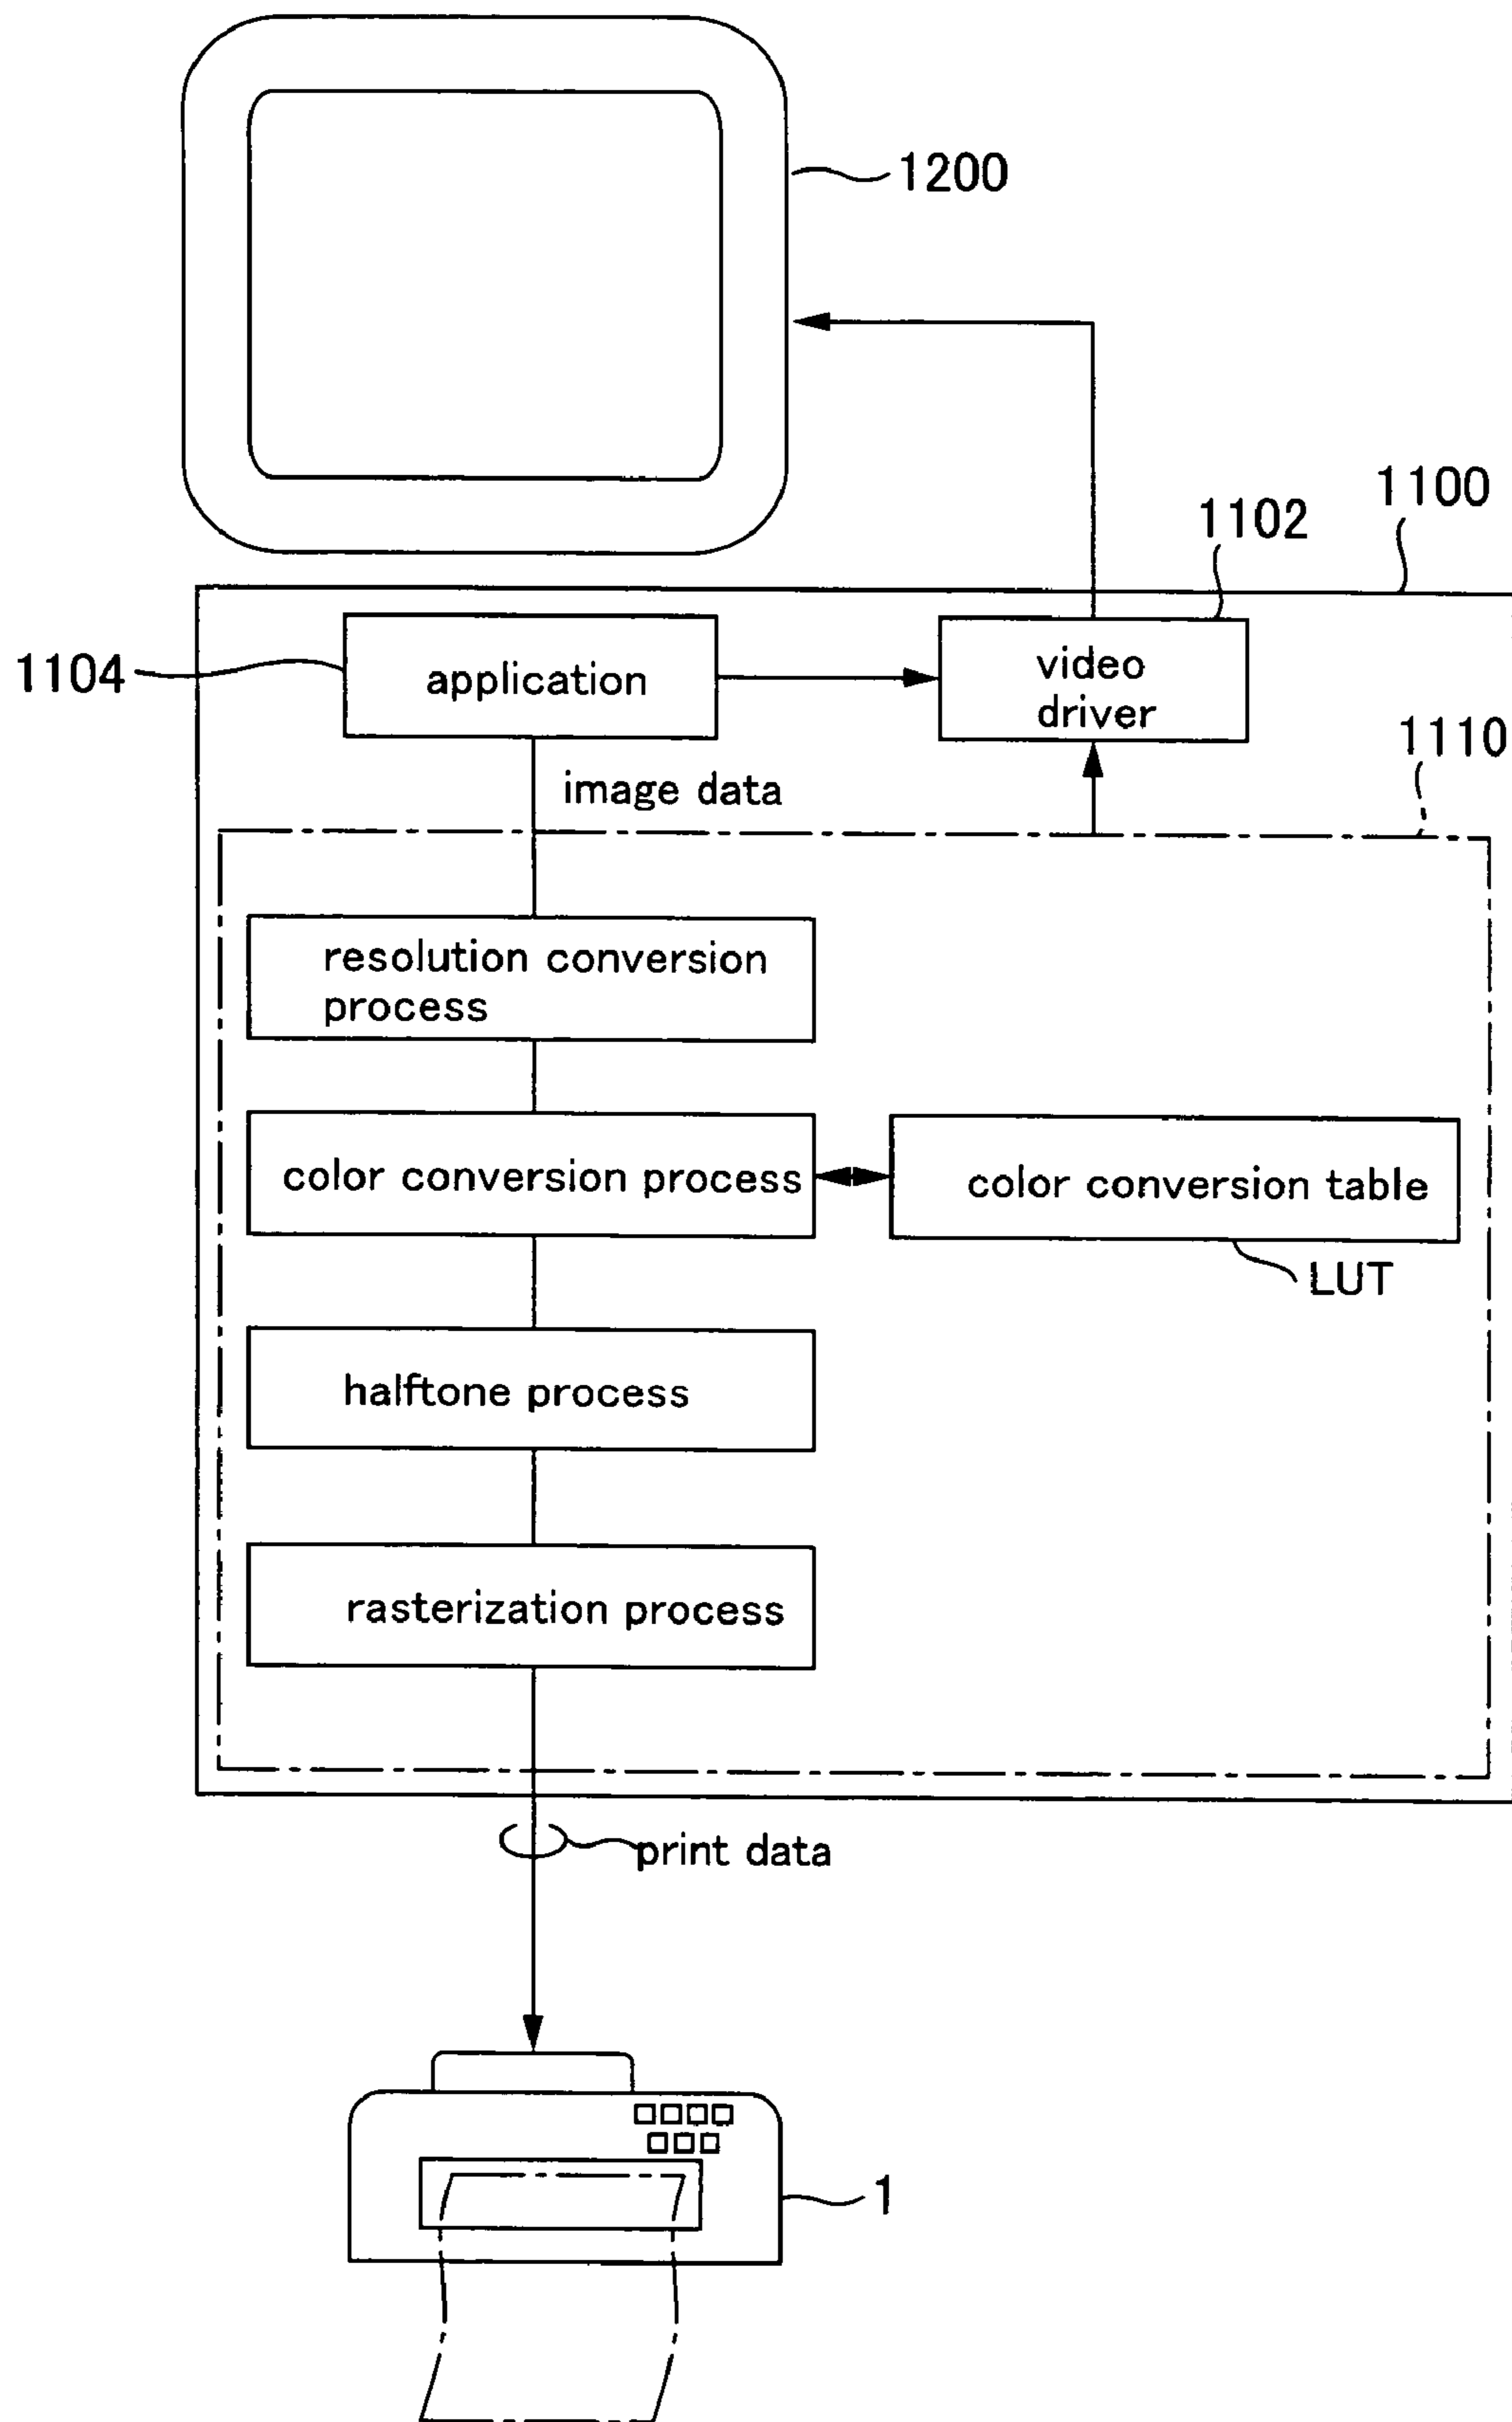 1200
1100
1102
1104
application
video
driver
1110
image data
resolution conversion
process
color conversion process
color conversion table
LUT
halftone process
rasterization process
print data
1